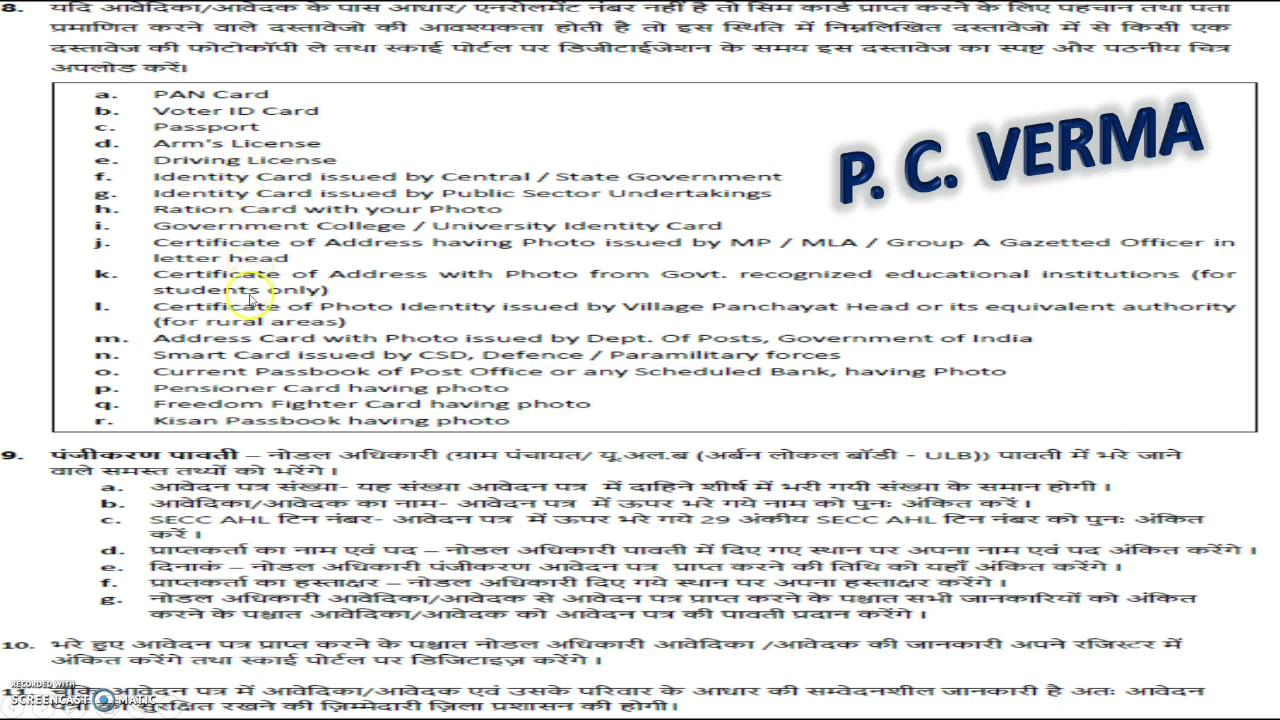 8. यदि आवेदिका/आवेदक के पास आधार/ एनरोलमेंट नंबर नहीं है तो सिम कार्ड प्राप्त करने के लिए पहचान तथा पता
प्रमाणित करने वाले दस्तावेजो की आवश्यकता होती है तो इस स्थिति में निम्नलिखित दस्तावेजो में से किसी एक
दस्तावेज की फोटोकॉपी ले तथा स्काई पोर्टल पर डिजीटाईजेशन के समय इस दस्तावेज का स्पष्ट और पठनीय चित्र
अपलोड करें।
a. PAN Card
b. Voter ID Card
c. Passport
d. Arm's License
e. Driving License
f. Identity Card issued by Central / State Government
g. Identity Card issued by Public Sector Undertakings
h. Ration Card with your Photo
i. Government College / University Identity Card
j. Certificate of Address having Photo issued by MP / MLA / Group A Gazetted Officer in
letter head
k. Certificate of Address with Photo from Govt. recognized educational institutions (for
students only)
l. Certificate of Photo Identity issued by Village Panchayat Head or its equivalent authority
(for rural areas)
m. Address Card with Photo issued by Dept. Of Posts, Government of India
n. Smart Card issued by CSD, Defence / Paramilitary forces
o. Current Passbook of Post Office or any Scheduled Bank, having Photo
p. Pensioner Card having photo
q. Freedom Fighter Card having photo
r. Kisan Passbook having photo
P. C. VERMA
9. पंजीकरण पावती – नोडल अधिकारी (ग्राम पंचायत/ यू.अल.ब (अर्बन लोकल बॉडी - ULB)) पावती में भरे जाने
वाले समस्त तथ्यों को भरेंगे ।
a. आवेदन पत्र संख्या- यह संख्या आवेदन पत्र में दाहिने शीर्ष में भरी गयी संख्या के समान होगी ।
b. आवेदिका/आवेदक का नाम- आवेदन पत्र में ऊपर भरे गये नाम को पुनः अंकित करें ।
c. SECC AHL टिन नंबर- आवेदन पत्र में ऊपर भरे गये 29 अंकीय SECC AHL टिन नंबर को पुनः अंकित
करें ।
d. प्राप्तकर्ता का नाम एवं पद – नोडल अधिकारी पावती में दिए गए स्थान पर अपना नाम एवं पद अंकित करेंगे ।
e. दिनाकं – नोडल अधिकारी पंजीकरण आवेदन पत्र प्राप्त करने की तिथि को यहाँ अंकित करेंगे ।
f. प्राप्तकर्ता का हस्ताक्षर – नोडल अधिकारी दिए गये स्थान पर अपना हस्ताक्षर करेंगे ।
g. नोडल अधिकारी आवेदिका/आवेदक से आवेदन पत्र प्राप्त करने के पश्चात सभी जानकारियों को अंकित
करने के पश्चात आवेदिका/आवेदक को आवेदन पत्र की पावती प्रदान करेंगे ।
10. भरे हुए आवेदन पत्र प्राप्त करने के पश्चात नोडल अधिकारी आवेदिका /आवेदक की जानकारी अपने रजिस्टर में
अंकित करेंगे तथा स्काई पोर्टल पर डिजिटाइज़ करेंगे ।
11. चूंकि आवेदन पत्र में आवेदिका/आवेदक एवं उसके परिवार के आधार की सम्वेदनशील जानकारी है अतः आवेदन
को सुरक्षित रखने की ज़िम्मेदारी ज़िला प्रशासन की होगी।
RECORDED WITH
SCREENCAST MATIC